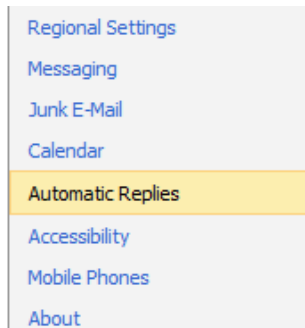 Regional Settings
Messaging
Junk E-Mail
Calendar
Automatic Replies
Accessibility
Mobile Phones
About